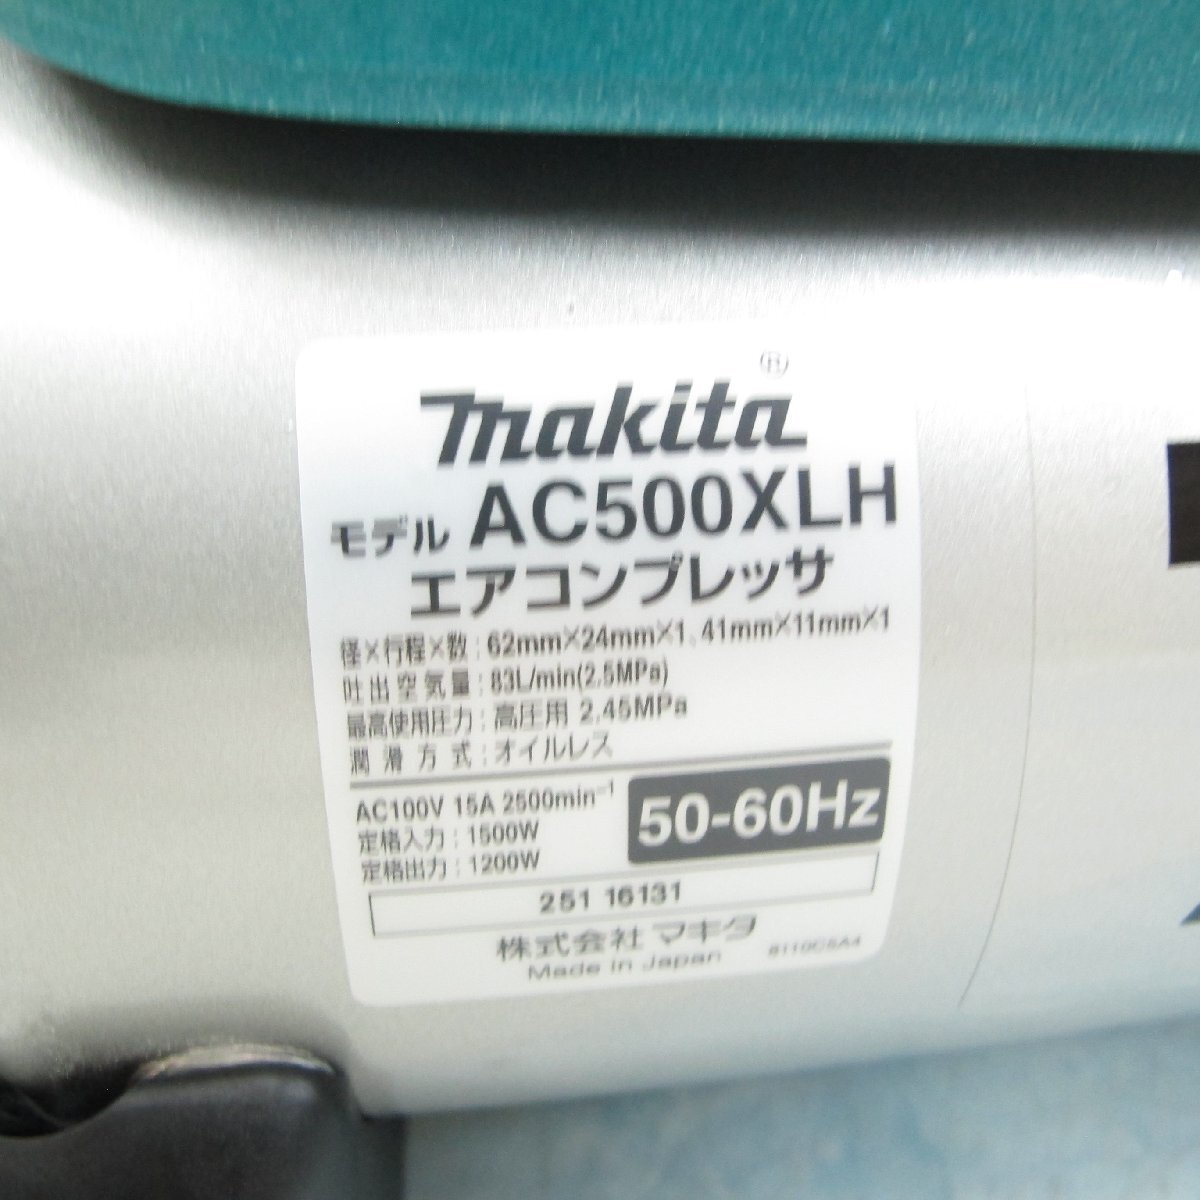 makita®
モデル AC500XLH
エアコンプレッサ
径×行程×数:62mm×24mm×1、41mm×11mm×1
吐出空気量:83L/min(2.5MPa)
最高使用圧力:高圧用 2.45MPa
潤滑方式:オイルレス
AC100V 15A 2500min⁻¹
定格入力:1500W
定格出力:1200W
50-60Hz
251 16131
株式会社 マキタ
Made in Japan